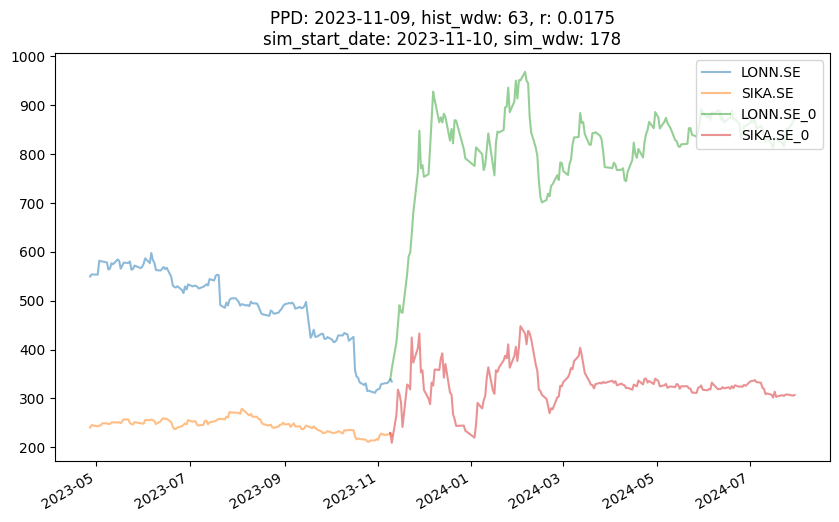 PPD: 2023-11-09, hist_wdw: 63, r: 0.0175
sim_start_date: 2023-11-10, sim_wdw: 178
1000
900
800
700
600
500
400
300
200
LONN.SE
SIKA.SE
LONN.SE_0
SIKA.SE_0
2023-05
2023-07
2023-09
2023-11
2024-01
2024-03
2024-05
2024-07